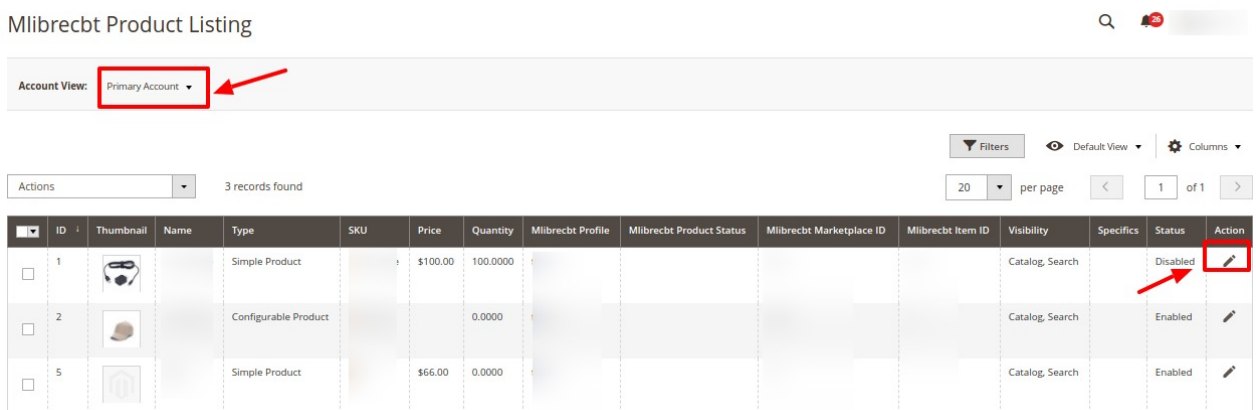 Mlibrecbt Product Listing
26
Account View: Primary Account
Filters Default View Columns
Actions 3 records found 20 per page 1 of 1
ID Thumbnail Name Type SKU Price Quantity Mlibrecbt Profile Mlibrecbt Product Status Mlibrecbt Marketplace ID Mlibrecbt Item ID Visibility Specifics Status Action
1 Simple Product $100.00 100.0000 Catalog, Search Disabled
2 Configurable Product 0.0000 Catalog, Search Enabled
5 Simple Product $66.00 0.0000 Catalog, Search Enabled